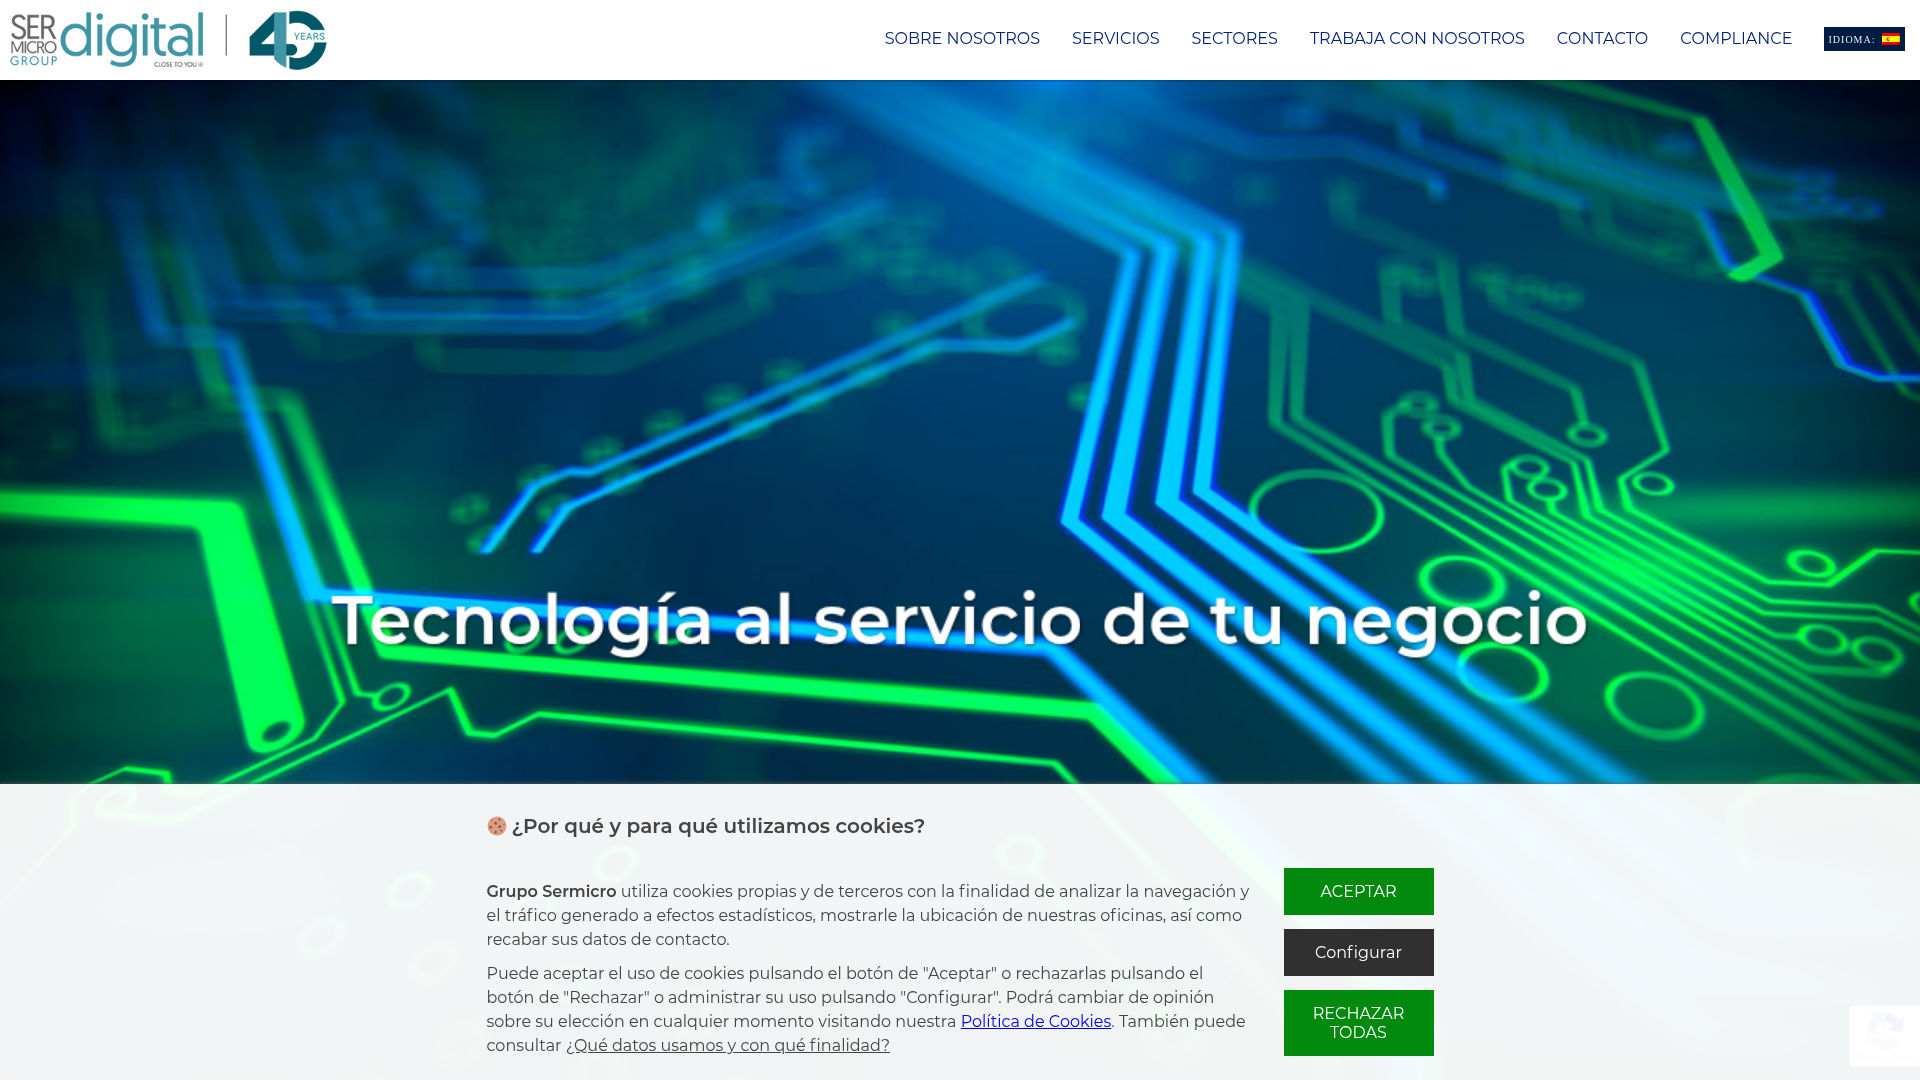 SER
MICRO
GROUP
digital
CLOSE TO YOU ®
40
YEARS
SOBRE NOSOTROS
SERVICIOS
SECTORES
TRABAJA CON NOSOTROS
CONTACTO
COMPLIANCE
IDIOMA:
Tecnología al servicio de tu negocio
¿Por qué y para qué utilizamos cookies?
Grupo Sermicro utiliza cookies propias y de terceros con la finalidad de analizar la navegación y
el tráfico generado a efectos estadísticos, mostrarle la ubicación de nuestras oficinas, así como
recabar sus datos de contacto.
Puede aceptar el uso de cookies pulsando el botón de "Aceptar" o rechazarlas pulsando el
botón de "Rechazar" o administrar su uso pulsando "Configurar". Podrá cambiar de opinión
sobre su elección en cualquier momento visitando nuestra Política de Cookies. También puede
consultar ¿Qué datos usamos y con qué finalidad?
ACEPTAR
Configurar
RECHAZAR
TODAS